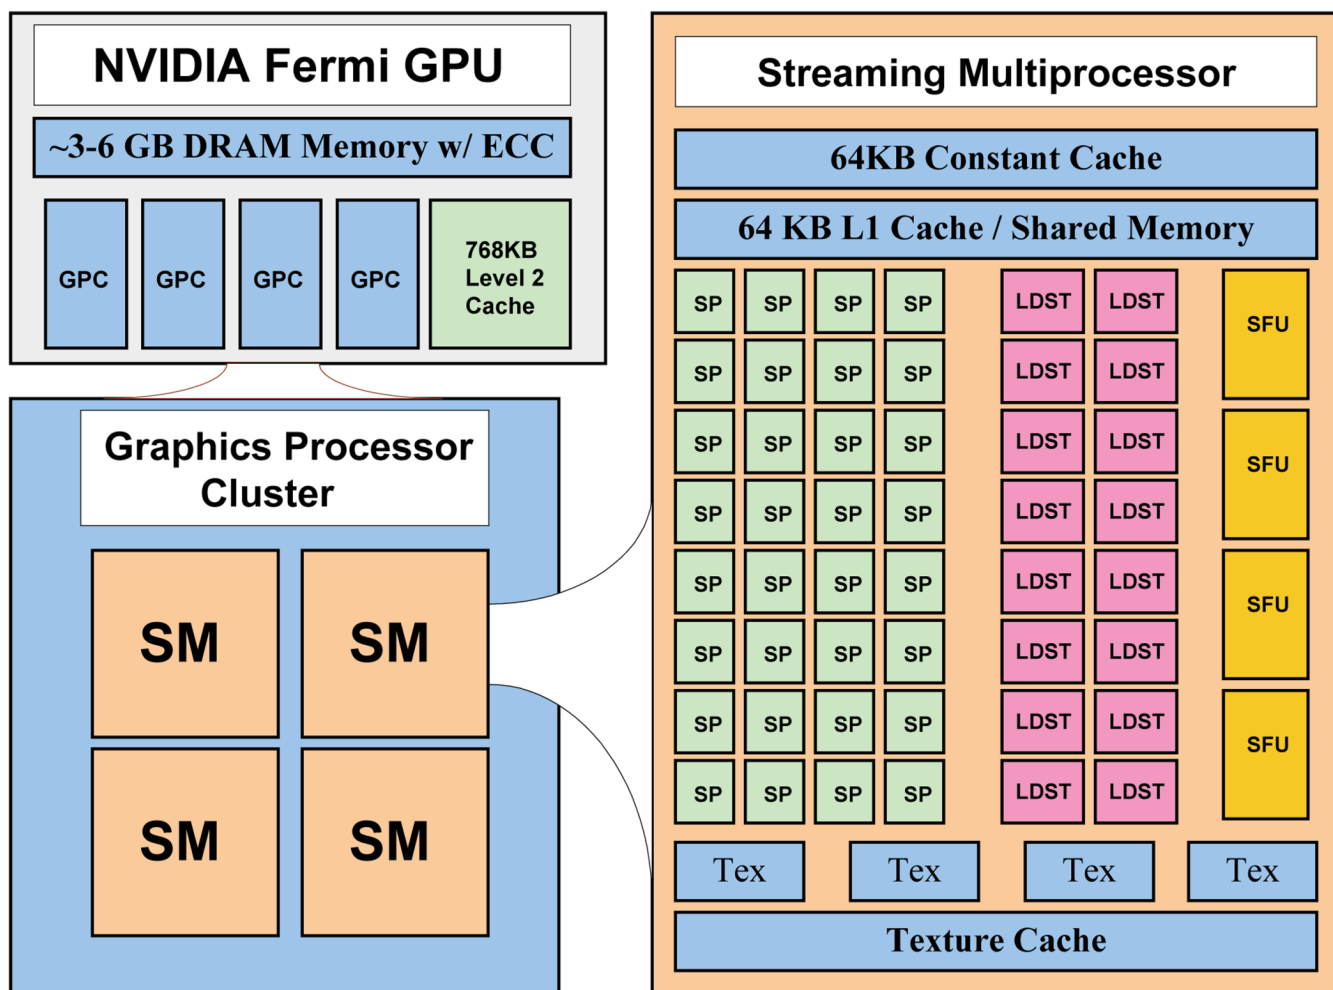 NVIDIA Fermi GPU
~3-6 GB DRAM Memory w/ ECC
GPC GPC GPC GPC
768KB
Level 2
Cache
Graphics Processor
Cluster
SM SM
SM SM
Streaming Multiprocessor
64KB Constant Cache
64 KB L1 Cache / Shared Memory
SP SP SP SP LDST LDST SFU
SP SP SP SP LDST LDST
SP SP SP SP LDST LDST SFU
SP SP SP SP LDST LDST
SP SP SP SP LDST LDST SFU
SP SP SP SP LDST LDST
SP SP SP SP LDST LDST SFU
SP SP SP SP LDST LDST
Tex Tex Tex Tex
Texture Cache